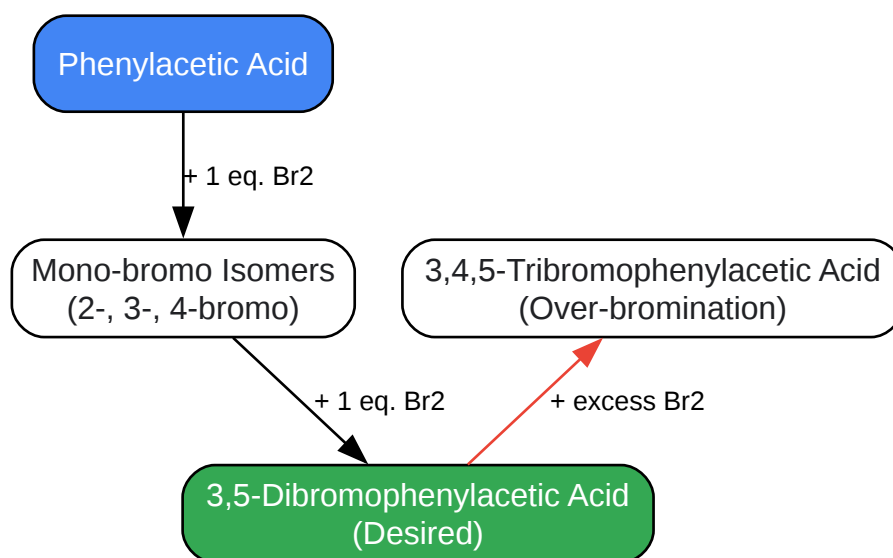 Phenylacetic Acid
+ 1 eq. Br2
Mono-bromo Isomers
(2-, 3-, 4-bromo)
3,4,5-Tribromophenylacetic Acid
(Over-bromination)
+ 1 eq. Br2
+ excess Br2
3,5-Dibromophenylacetic Acid
(Desired)